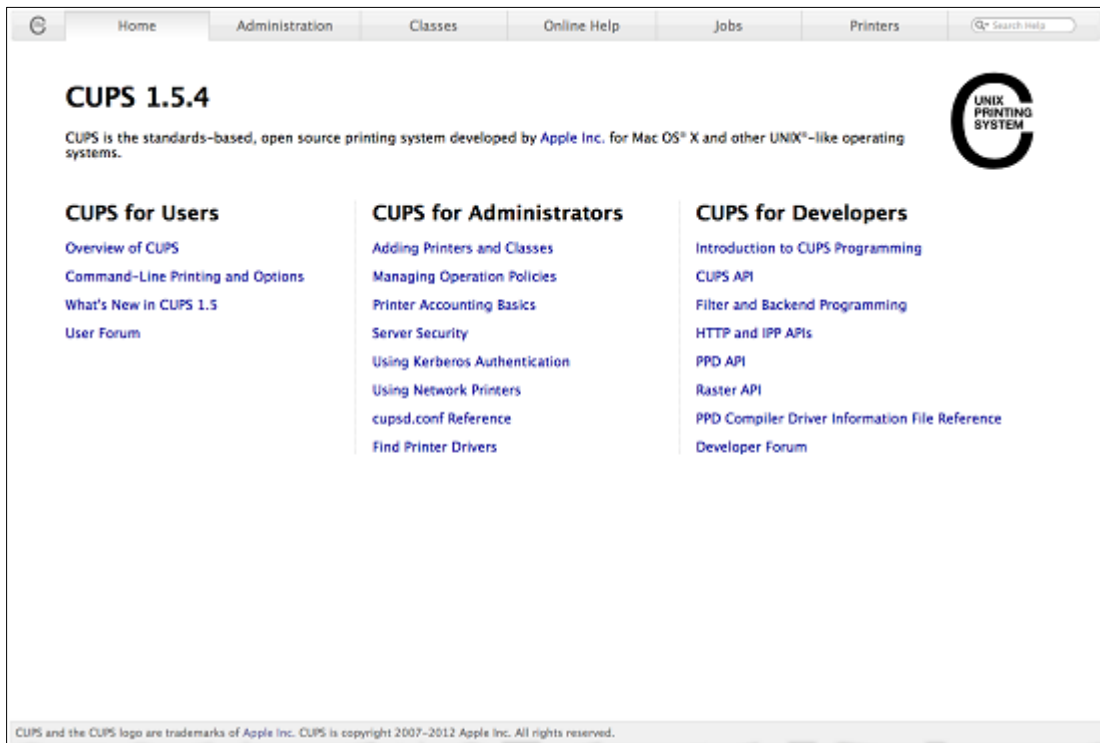 Home Administration Classes Online Help Jobs Printers Search Help
CUPS 1.5.4
UNIX
PRINTING
SYSTEM
CUPS is the standards-based, open source printing system developed by Apple Inc. for Mac OS® X and other UNIX®-like operating
systems.
CUPS for Users
Overview of CUPS
Command-Line Printing and Options
What's New in CUPS 1.5
User Forum
CUPS for Administrators
Adding Printers and Classes
Managing Operation Policies
Printer Accounting Basics
Server Security
Using Kerberos Authentication
Using Network Printers
cupsd.conf Reference
Find Printer Drivers
CUPS for Developers
Introduction to CUPS Programming
CUPS API
Filter and Backend Programming
HTTP and IPP APIs
PPD API
Raster API
PPD Compiler Driver Information File Reference
Developer Forum
CUPS and the CUPS logo are trademarks of Apple Inc. CUPS is copyright 2007-2012 Apple Inc. All rights reserved.